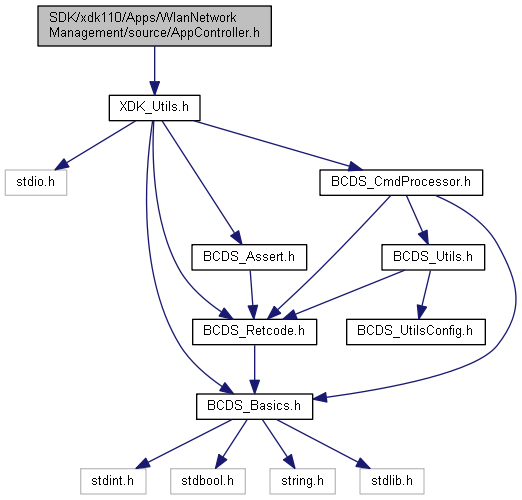 SDK/xdk110/Apps/WlanNetwork
Management/source/AppController.h
XDK_Utils.h
stdio.h
BCDS_CmdProcessor.h
BCDS_Assert.h
BCDS_Utils.h
BCDS_Retcode.h
BCDS_UtilsConfig.h
BCDS_Basics.h
stdint.h
stdbool.h
string.h
stdlib.h